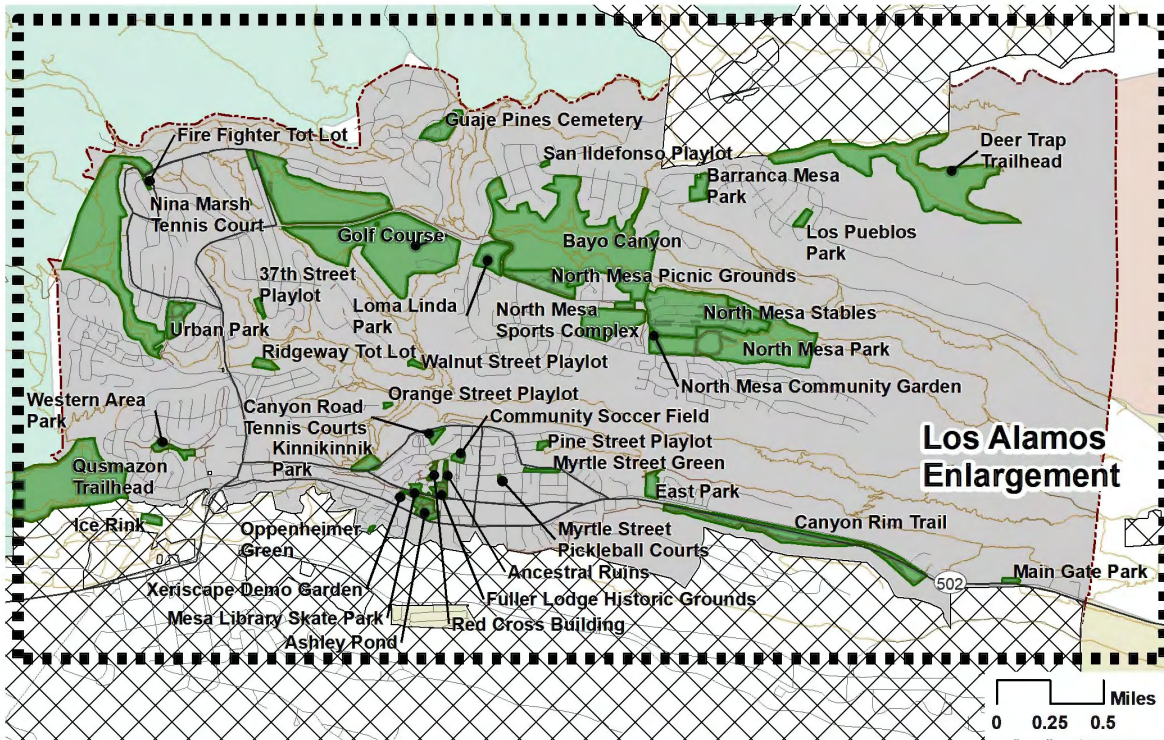 Guaje Pines Cemetery
Fire Fighter Tot Lot
Deer Trap
Trailhead
San Ildefonso Playlot
Barranca Mesa
Park
Nina Marsh
Tennis Court
Los Pueblos
Park
Golf Course
Bayo Canyon
37th Street
Playlot
North Mesa Picnic Grounds
Loma Linda
Park
North Mesa
Sports Complex
North Mesa Stables
Urban Park
North Mesa Park
Ridgeway Tot Lot
Walnut Street Playlot
North Mesa Community Garden
Orange Street Playlot
Western Area
Park
Canyon Road
Tennis Courts
Community Soccer Field
Kinnikinnik
Park
Pine Street Playlot
Los Alamos
Enlargement
Myrtle Street Green
Qusmazon
Trailhead
East Park
Ice Rink
Oppenheimer
Green
Canyon Rim Trail
Myrtle Street
Pickleball Courts
Ancestral Ruins
502
Main Gate Park
Xeriscape Demo Garden
Fuller Lodge Historic Grounds
Mesa Library Skate Park
Red Cross Building
Ashley Pond
Miles
0 0.25 0.5